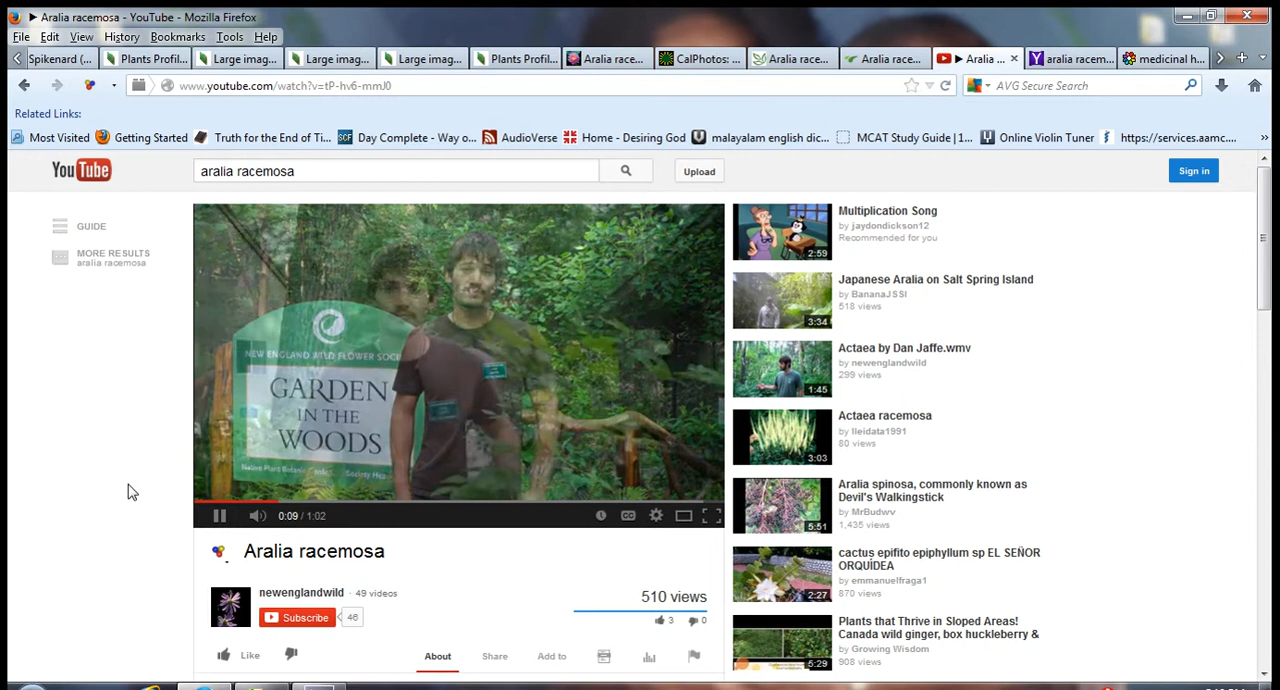 ▶ Aralia racemosa - YouTube - Mozilla Firefox
File Edit View History Bookmarks Tools Help
Spikenard (... Plants Profil... Large imag... Large imag... Large imag... Plants Profil... Aralia race... CalPhotos: ... Aralia race... Aralia race... ▶ Aralia ... aralia racem... medicinal h...
www.youtube.com/watch?v=tP-hv6-mmJ0 AVG Secure Search
Related Links:
Most Visited Getting Started Truth for the End of Ti... Day Complete - Way o... AudioVerse Home - Desiring God malayalam english dic... MCAT Study Guide | 1... Online Violin Tuner https://services.aamc....
YouTube aralia racemosa Upload Sign in
GUIDE
MORE RESULTS
aralia racemosa
NEW ENGLAND WILD FLOWER SOCI
GARDEN
IN THE
WOODS
0:09 / 1:02
CC
Aralia racemosa
newenglandwild · 49 videos
Subscribe 46
510 views
3 0
Like About Share Add to
Multiplication Song
by jaydondickson12
Recommended for you
2:59
Japanese Aralia on Salt Spring Island
by BananaJSSI
518 views
3:34
Actaea by Dan Jaffe.wmv
by newenglandwild
299 views
1:45
Actaea racemosa
by lleidata1991
80 views
3:03
Aralia spinosa, commonly known as
Devil's Walkingstick
by MrBudwv
1,435 views
5:51
cactus epifito epiphyllum sp EL SEÑOR
ORQUÍDEA
by emmanuelfraga1
870 views
2:27
Plants that Thrive in Sloped Areas!
Canada wild ginger, box huckleberry &
by Growing Wisdom
908 views
5:29